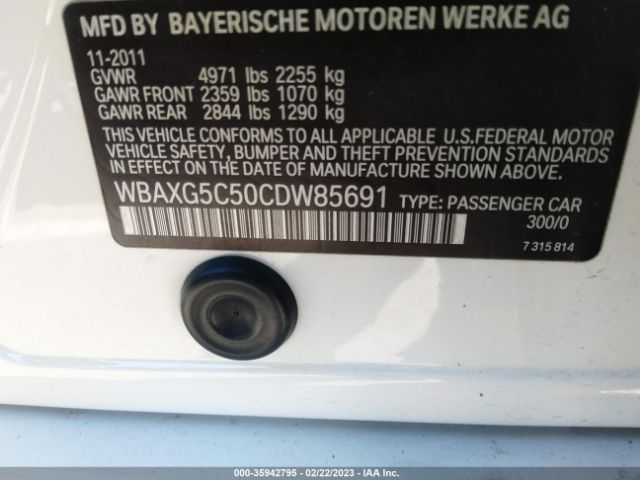 MFD BY BAYERISCHE MOTOREN WERKE AG
11-2011
GVWR 4971 lbs 2255 kg
GAWR FRONT 2359 lbs 1070 kg
GAWR REAR 2844 lbs 1290 kg
THIS VEHICLE CONFORMS TO ALL APPLICABLE U.S.FEDERAL MOTOR
VEHICLE SAFETY, BUMPER AND THEFT PREVENTION STANDARDS
IN EFFECT ON THE DATE OF MANUFACTURE SHOWN ABOVE.
WBAXG5C50CDW85691 TYPE: PASSENGER CAR
300/0
7 315 814
000-35942795 - 02/22/2023 - IAA Inc.